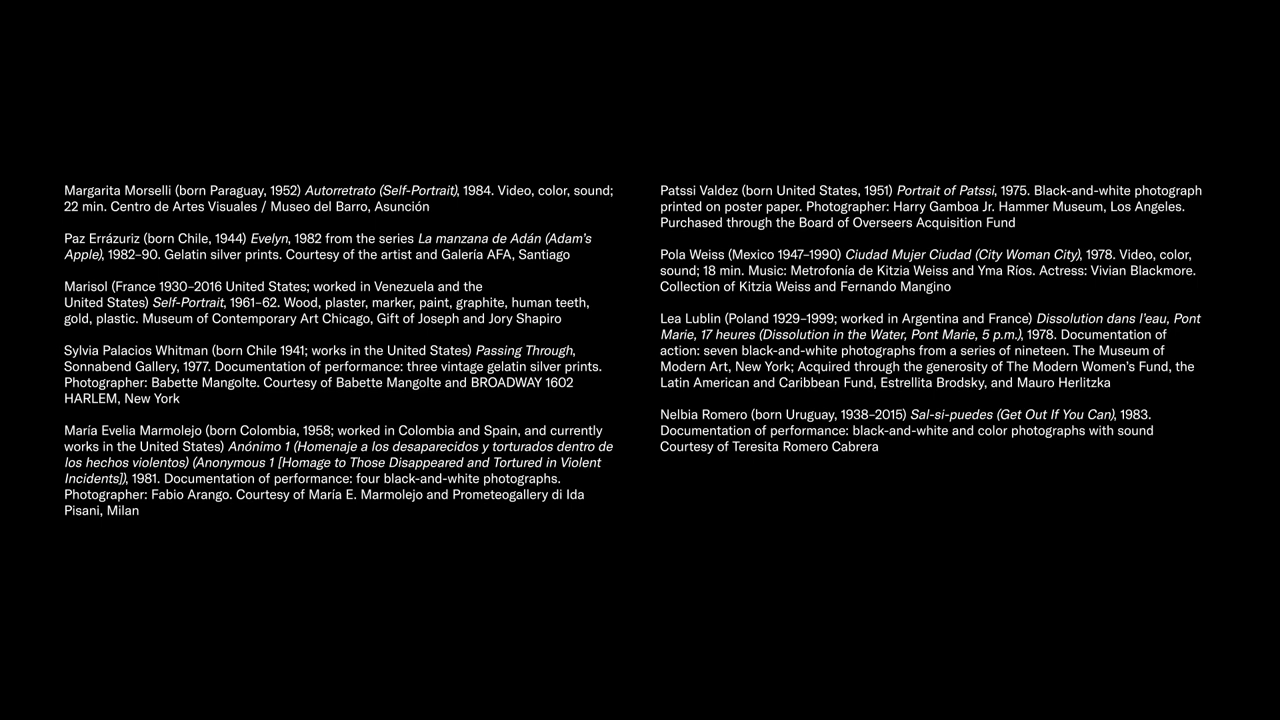 Margarita Morselli (born Paraguay, 1952) Autorretrato (Self-Portrait), 1984. Video, color, sound;
22 min. Centro de Artes Visuales / Museo del Barro, Asunción
Paz Errázuriz (born Chile, 1944) Evelyn, 1982 from the series La manzana de Adán (Adam's
Apple), 1982–90. Gelatin silver prints. Courtesy of the artist and Galería AFA, Santiago
Marisol (France 1930–2016 United States; worked in Venezuela and the
United States) Self-Portrait, 1961–62. Wood, plaster, marker, paint, graphite, human teeth,
gold, plastic. Museum of Contemporary Art Chicago, Gift of Joseph and Jory Shapiro
Sylvia Palacios Whitman (born Chile 1941; works in the United States) Passing Through,
Sonnabend Gallery, 1977. Documentation of performance: three vintage gelatin silver prints.
Photographer: Babette Mangolte. Courtesy of Babette Mangolte and BROADWAY 1602
HARLEM, New York
María Evelia Marmolejo (born Colombia, 1958; worked in Colombia and Spain, and currently
works in the United States) Anónimo 1 (Homenaje a los desaparecidos y torturados dentro de
los hechos violentos) (Anonymous 1 [Homage to Those Disappeared and Tortured in Violent
Incidents]), 1981. Documentation of performance: four black-and-white photographs.
Photographer: Fabio Arango. Courtesy of María E. Marmolejo and Prometeogallery di Ida
Pisani, Milan
Patssi Valdez (born United States, 1951) Portrait of Patssi, 1975. Black-and-white photograph
printed on poster paper. Photographer: Harry Gamboa Jr. Hammer Museum, Los Angeles.
Purchased through the Board of Overseers Acquisition Fund
Pola Weiss (Mexico 1947–1990) Ciudad Mujer Ciudad (City Woman City), 1978. Video, color,
sound; 18 min. Music: Metrofonía de Kitzia Weiss and Yma Ríos. Actress: Vivian Blackmore.
Collection of Kitzia Weiss and Fernando Mangino
Lea Lublin (Poland 1929–1999; worked in Argentina and France) Dissolution dans l'eau, Pont
Marie, 17 heures (Dissolution in the Water, Pont Marie, 5 p.m.), 1978. Documentation of
action: seven black-and-white photographs from a series of nineteen. The Museum of
Modern Art, New York; Acquired through the generosity of The Modern Women's Fund, the
Latin American and Caribbean Fund, Estrellita Brodsky, and Mauro Herlitzka
Nelbia Romero (born Uruguay, 1938–2015) Sal-si-puedes (Get Out If You Can), 1983.
Documentation of performance: black-and-white and color photographs with sound
Courtesy of Teresita Romero Cabrera